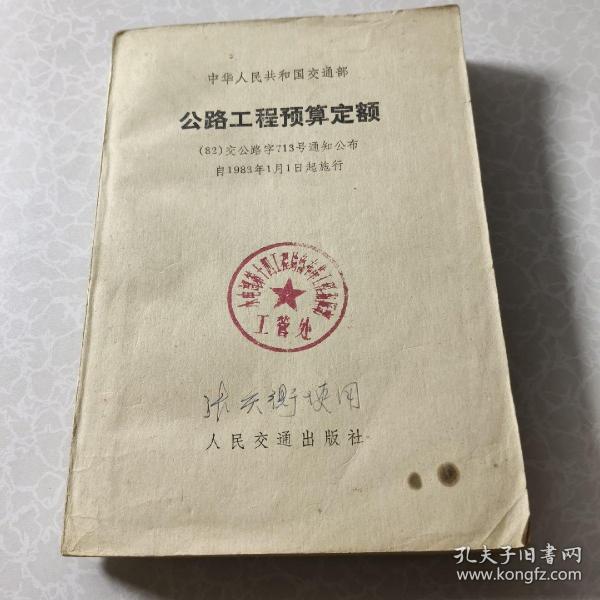 中华人民共和国交通部
公路工程预算定额
(82)交公路字713号通知公布
自1983年1月1日起施行
工管处
人民交通出版社
孔夫子旧书网
www.kongfz.com